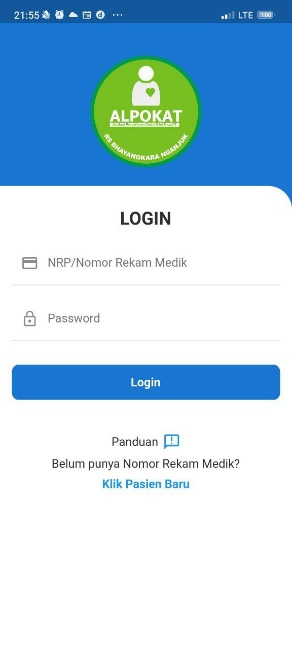 21:55
LTE
100
ALPOKAT
RS BHAYANGKARA NGANJUK
LOGIN
NRP/Nomor Rekam Medik
Password
Login
Panduan
Belum punya Nomor Rekam Medik?
Klik Pasien Baru